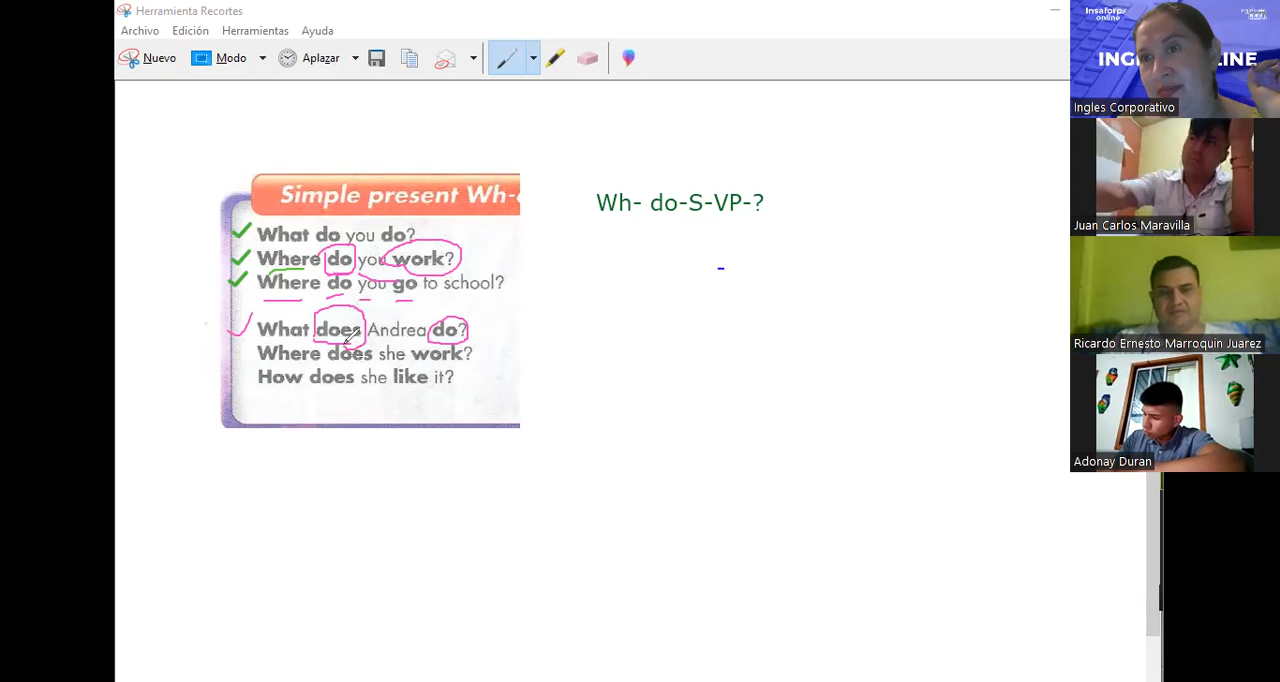 Herramienta Recortes
Archivo Edición Herramientas Ayuda
Nuevo Modo Aplazar
Simple present Wh-
What do you do?
Where do you work?
Where do you go to school?
What does Andrea do?
Where does she work?
How does she like it?
Wh- do-S-VP-?
-
Insaforp
online
Ingles Corporativo
Juan Carlos Maravilla
Ricardo Ernesto Marroquin Juarez
Adonay Duran